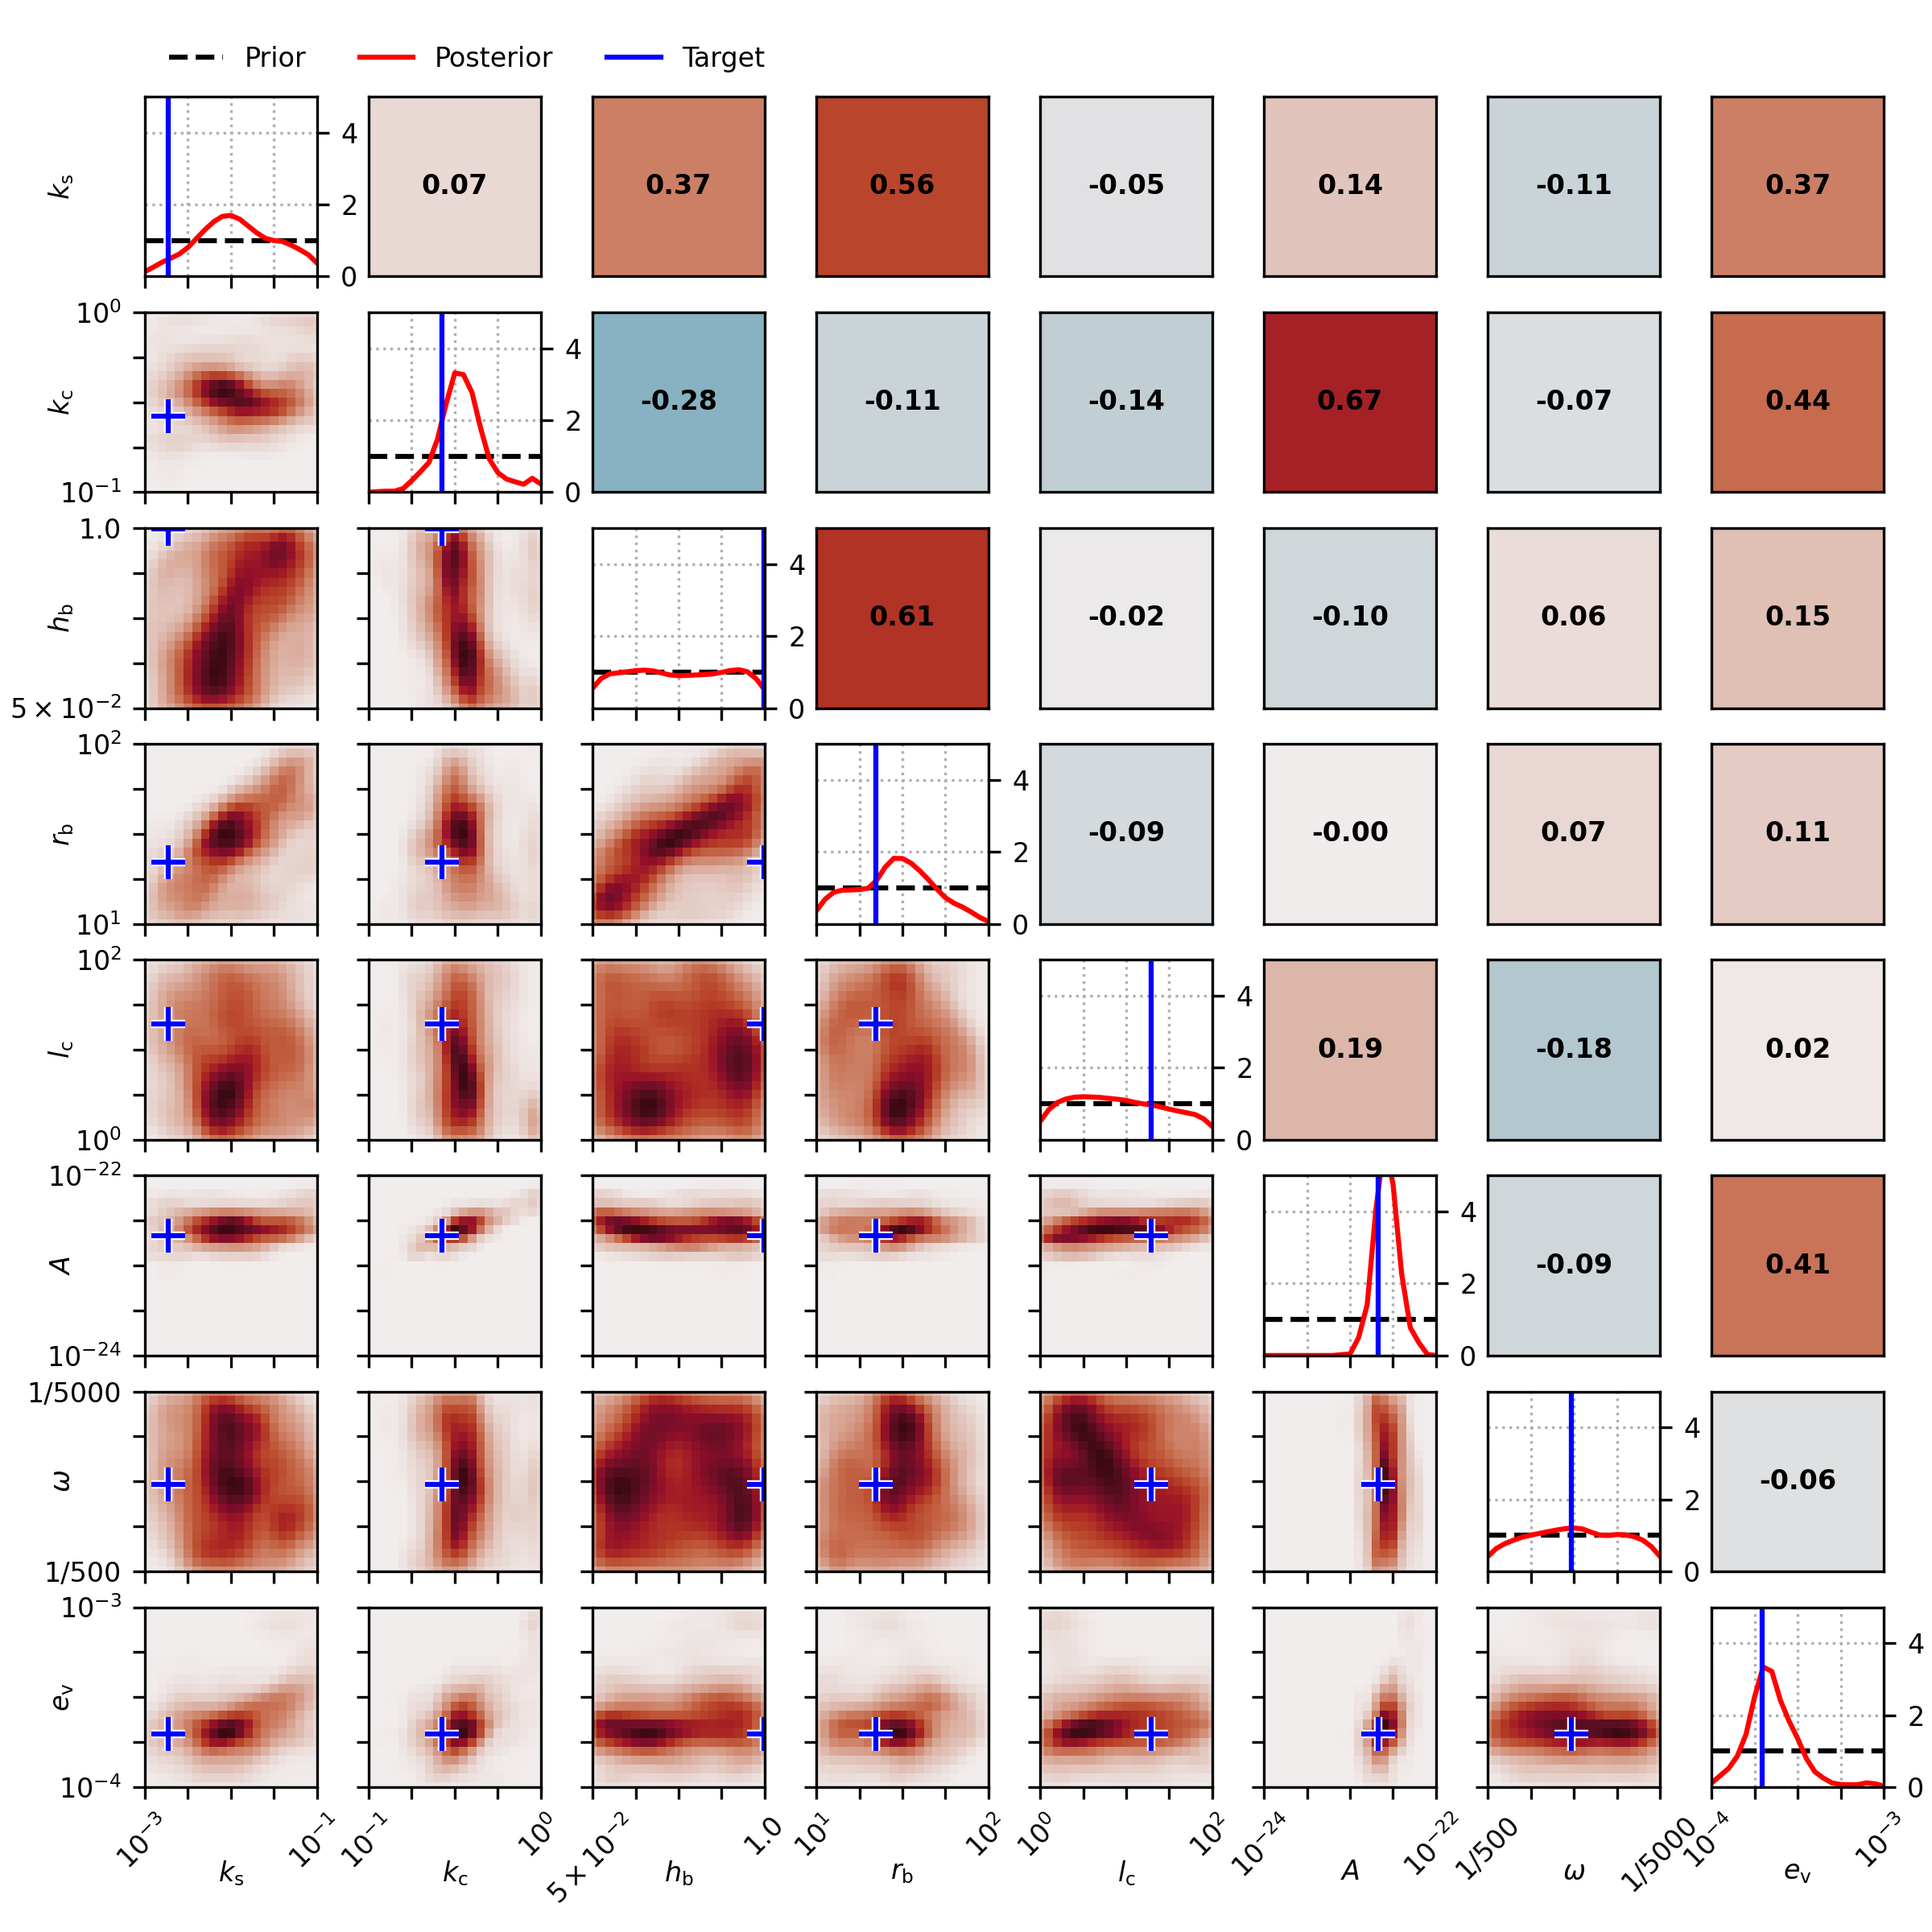 Prior Posterior Target
k_s 4 2 0 0.07 0.37 0.56 -0.05 0.14 -0.11 0.37
k_c 10^0 10^-1 4 2 0 -0.28 -0.11 -0.14 0.67 -0.07 0.44
h_b 1.0 5 × 10^-2 4 2 0 0.61 -0.02 -0.10 0.06 0.15
r_b 10^2 10^1 4 2 0 -0.09 -0.00 0.07 0.11
l_c 10^2 10^0 4 2 0 0.19 -0.18 0.02
A 10^-22 10^-24 4 2 0 -0.09 0.41
ω 1/5000 1/500 4 2 0 -0.06
e_v 10^-3 10^-4 4 2 0
10^-3 10^-1 10^-1 10^0 5 × 10^-2 1.0 10^1 10^2 10^0 10^2 10^-24 10^-22 1/500 1/5000 10^-4 10^-3
k_s k_c h_b r_b l_c A ω e_v